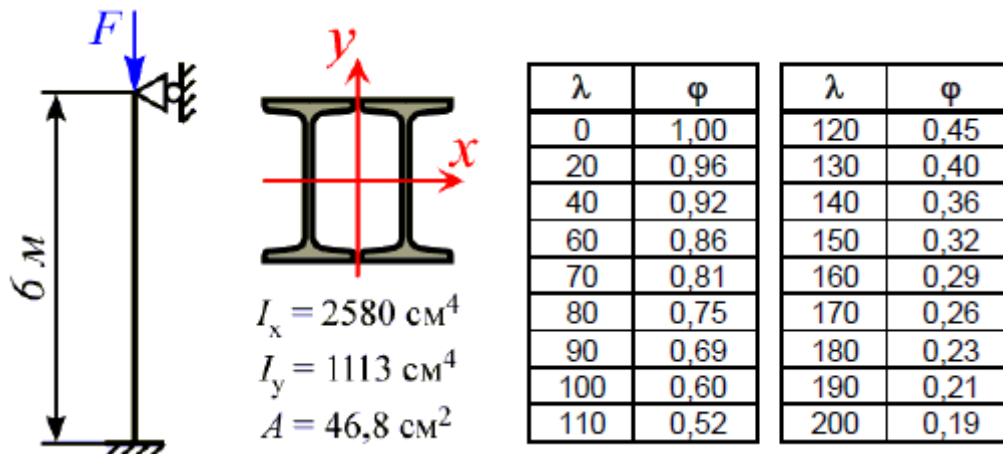 F
6 м
y
x
I_x = 2580 см⁴
I_y = 1113 см⁴
A = 46,8 см²
λ φ
0 1,00
20 0,96
40 0,92
60 0,86
70 0,81
80 0,75
90 0,69
100 0,60
110 0,52
λ φ
120 0,45
130 0,40
140 0,36
150 0,32
160 0,29
170 0,26
180 0,23
190 0,21
200 0,19